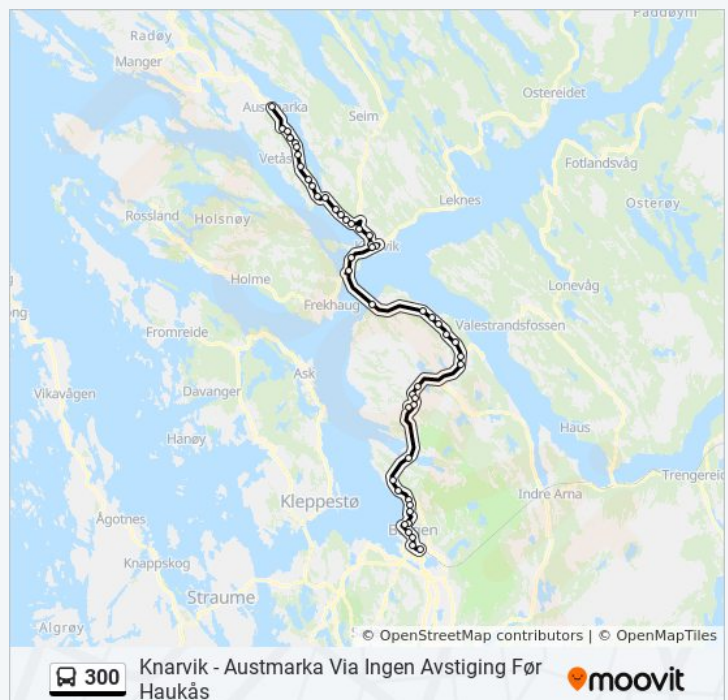 Paddøyni
Radøy
Manger
Ostereidet
Austmarka
Seim
Fotlandsvåg
Vetås
Leknes
Osterøy
Rossland
Holsnøy
vik
Holme
Lonevåg
Frekhaug
Fromreide
Valestrandsfossen
Ask
Davanger
Vikavågen
Haus
Hanøy
Trengereid
Indre Arna
Kleppestø
Ågotnes
Bergen
Knappskog
Straume
Algrøy
© OpenStreetMap contributors | © OpenMapTiles
300 Knarvik - Austmarka Via Ingen Avstiging Før
Haukås
moovit